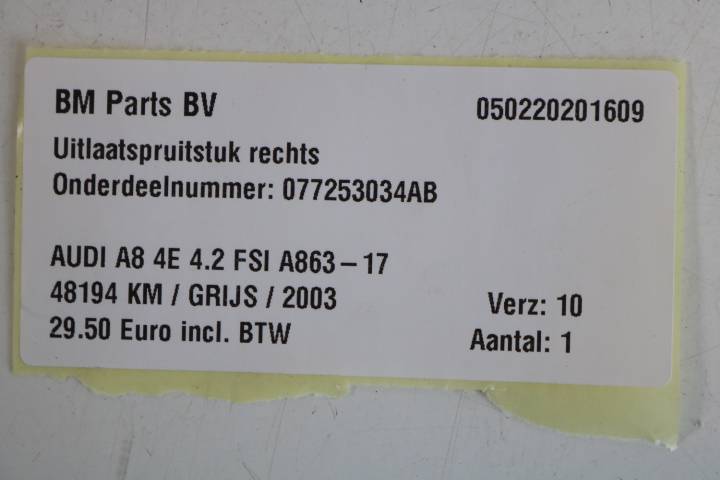 BM Parts BV
050220201609
Uitlaatspruitstuk rechts
Onderdeelnummer: 077253034AB
AUDI A8 4E 4.2 FSI A863-17
48194 KM / GRIJS / 2003
Verz: 10
29.50 Euro incl. BTW
Aantal: 1